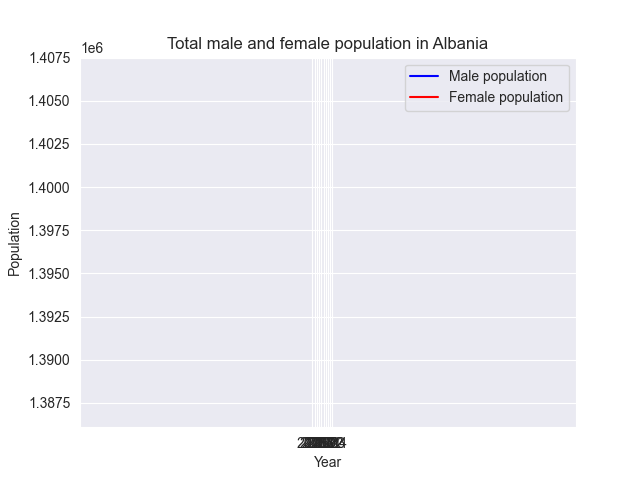 Total male and female population in Albania
1e6
1.4075
1.4050
1.4025
1.4000
1.3975
1.3950
1.3925
1.3900
1.3875
Population
Male population
Female population
Year